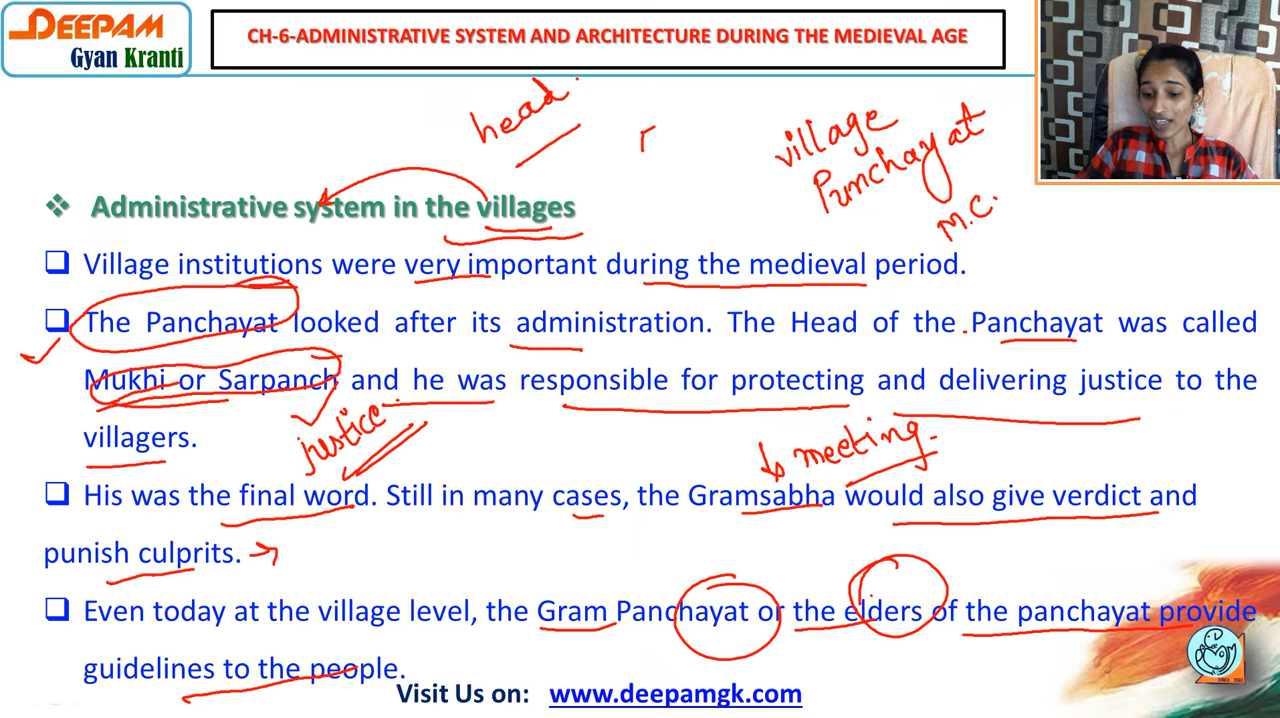 DEEPAM
Gyan Kranti
CH-6-ADMINISTRATIVE SYSTEM AND ARCHITECTURE DURING THE MEDIEVAL AGE
head.
village
Punchayat
M.C.
❖ Administrative system in the villages
❑ Village institutions were very important during the medieval period.
❑ The Panchayat looked after its administration. The Head of the Panchayat was called
Mukhi or Sarpanch and he was responsible for protecting and delivering justice to the
villagers.
justice
meeting.
❑ His was the final word. Still in many cases, the Gramsabha would also give verdict and
punish culprits.
❑ Even today at the village level, the Gram Panchayat or the elders of the panchayat provide
guidelines to the people.
Visit Us on: www.deepamgk.com